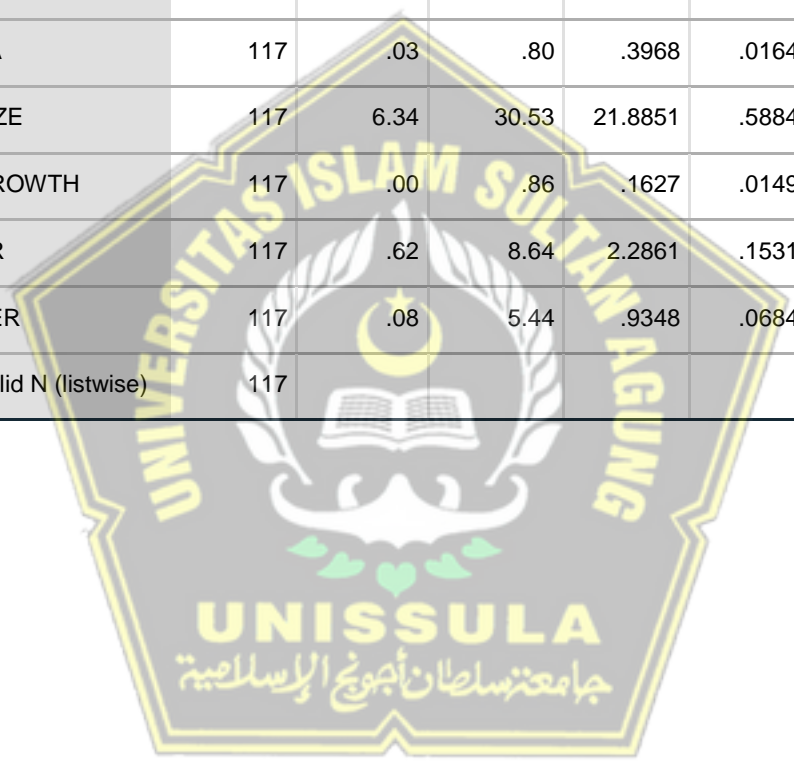 A 117 .03 .80 .3968 .0164
ZE 117 6.34 30.53 21.8851 .5884
ROWTH 117 .00 .86 .1627 .0149
R 117 .62 8.64 2.2861 .1531
ER 117 .08 5.44 .9348 .0684
lid N (listwise) 117
UNIVERSITAS ISLAM SULTAN AGUNG
UNISSULA
جامعتنسلطان أجونج الإسلامية